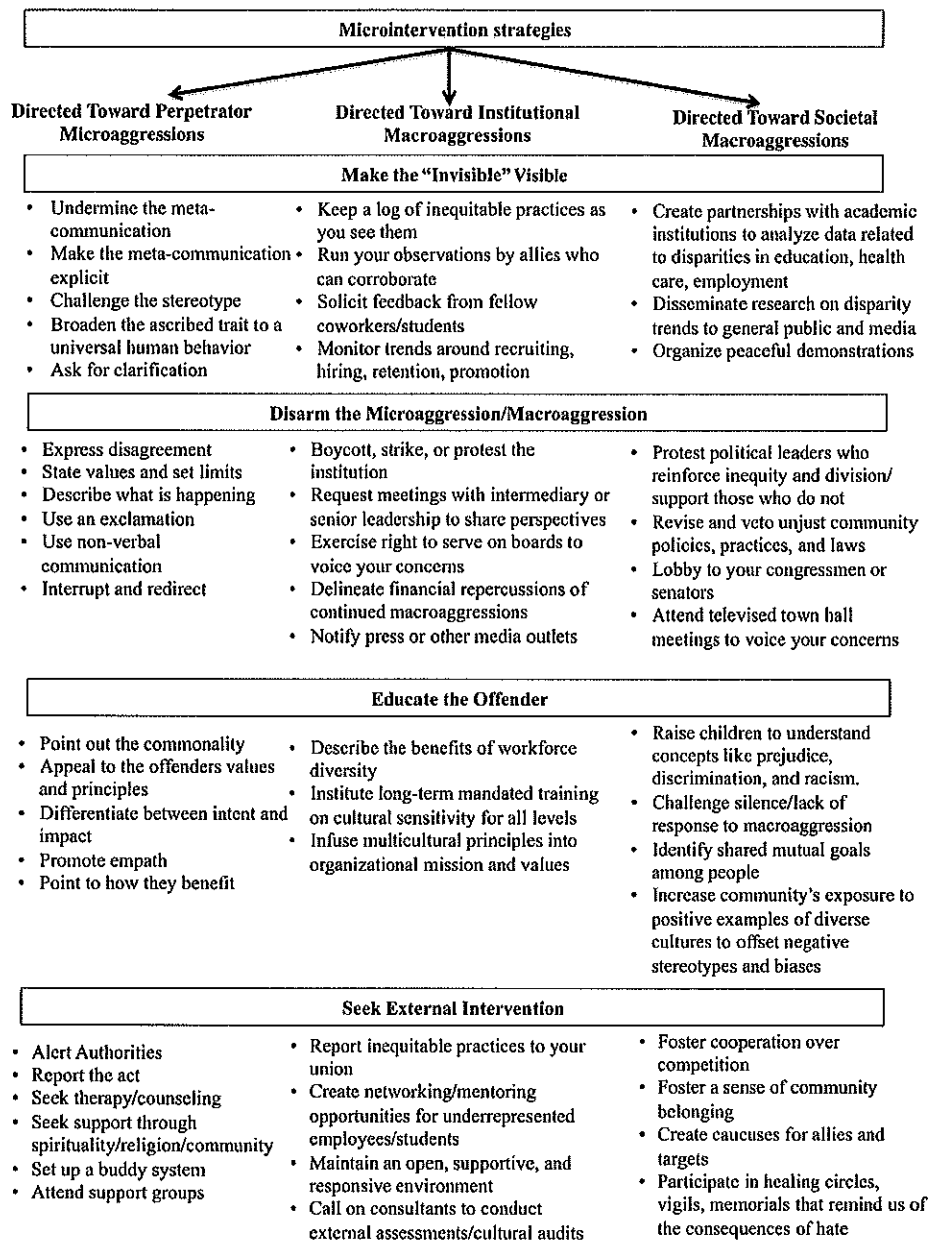 Microintervention strategies
Directed Toward Perpetrator
Microaggressions
Directed Toward Institutional
Macroaggressions
Directed Toward Societal
Macroaggressions
Make the “Invisible” Visible
• Undermine the meta-
communication
• Make the meta-communication
explicit
• Challenge the stereotype
• Broaden the ascribed trait to a
universal human behavior
• Ask for clarification
• Keep a log of inequitable practices as
you see them
• Run your observations by allies who
can corroborate
• Solicit feedback from fellow
coworkers/students
• Monitor trends around recruiting,
hiring, retention, promotion
• Create partnerships with academic
institutions to analyze data related
to disparities in education, health
care, employment
• Disseminate research on disparity
trends to general public and media
• Organize peaceful demonstrations
Disarm the Microaggression/Macroaggression
• Express disagreement
• State values and set limits
• Describe what is happening
• Use an exclamation
• Use non-verbal
communication
• Interrupt and redirect
• Boycott, strike, or protest the
institution
• Request meetings with intermediary or
senior leadership to share perspectives
• Exercise right to serve on boards to
voice your concerns
• Delineate financial repercussions of
continued macroaggressions
• Notify press or other media outlets
• Protest political leaders who
reinforce inequity and division/
support those who do not
• Revise and veto unjust community
policies, practices, and laws
• Lobby to your congressmen or
senators
• Attend televised town hall
meetings to voice your concerns
Educate the Offender
• Point out the commonality
• Appeal to the offenders values
and principles
• Differentiate between intent and
impact
• Promote empath
• Point to how they benefit
• Describe the benefits of workforce
diversity
• Institute long-term mandated training
on cultural sensitivity for all levels
• Infuse multicultural principles into
organizational mission and values
• Raise children to understand
concepts like prejudice,
discrimination, and racism.
• Challenge silence/lack of
response to macroaggression
• Identify shared mutual goals
among people
• Increase community’s exposure to
positive examples of diverse
cultures to offset negative
stereotypes and biases
Seek External Intervention
• Alert Authorities
• Report the act
• Seek therapy/counseling
• Seek support through
spirituality/religion/community
• Set up a buddy system
• Attend support groups
• Report inequitable practices to your
union
• Create networking/mentoring
opportunities for underrepresented
employees/students
• Maintain an open, supportive, and
responsive environment
• Call on consultants to conduct
external assessments/cultural audits
• Foster cooperation over
competition
• Foster a sense of community
belonging
• Create caucuses for allies and
targets
• Participate in healing circles,
vigils, memorials that remind us of
the consequences of hate